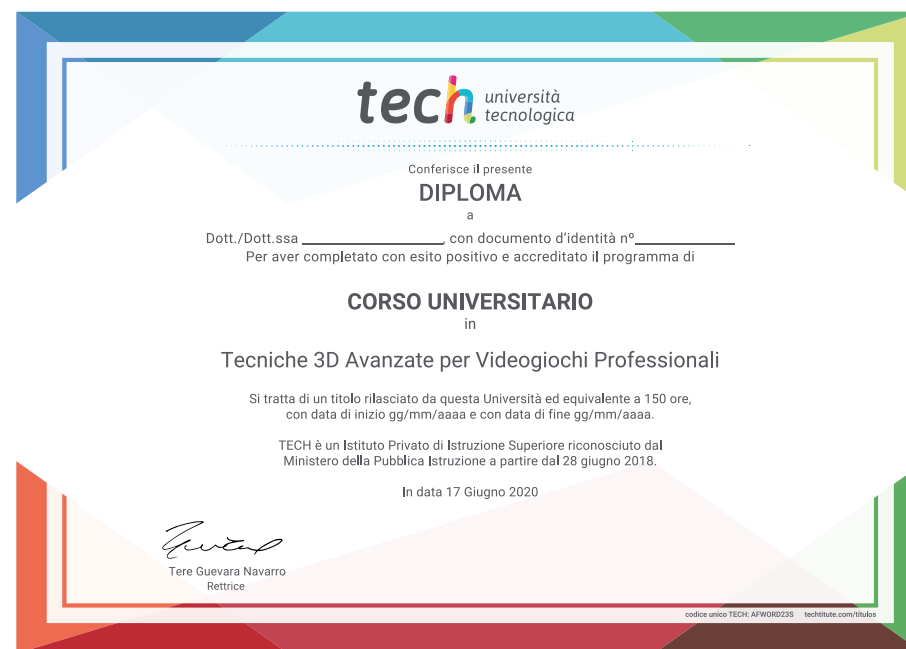 tech università
tecnologica
Conferisce il presente
DIPLOMA
a
Dott./Dott.ssa ____________________, con documento d'identità nº______________
Per aver completato con esito positivo e accreditato il programma di
CORSO UNIVERSITARIO
in
Tecniche 3D Avanzate per Videogiochi Professionali
Si tratta di un titolo rilasciato da questa Università ed equivalente a 150 ore,
con data di inizio gg/mm/aaaa e con data di fine gg/mm/aaaa.
TECH è un Istituto Privato di Istruzione Superiore riconosciuto dal
Ministero della Pubblica Istruzione a partire dal 28 giugno 2018.
In data 17 Giugno 2020
Tere Guevara Navarro
Rettrice
codice unico TECH: AFWORD23S techtitute.com/titulos